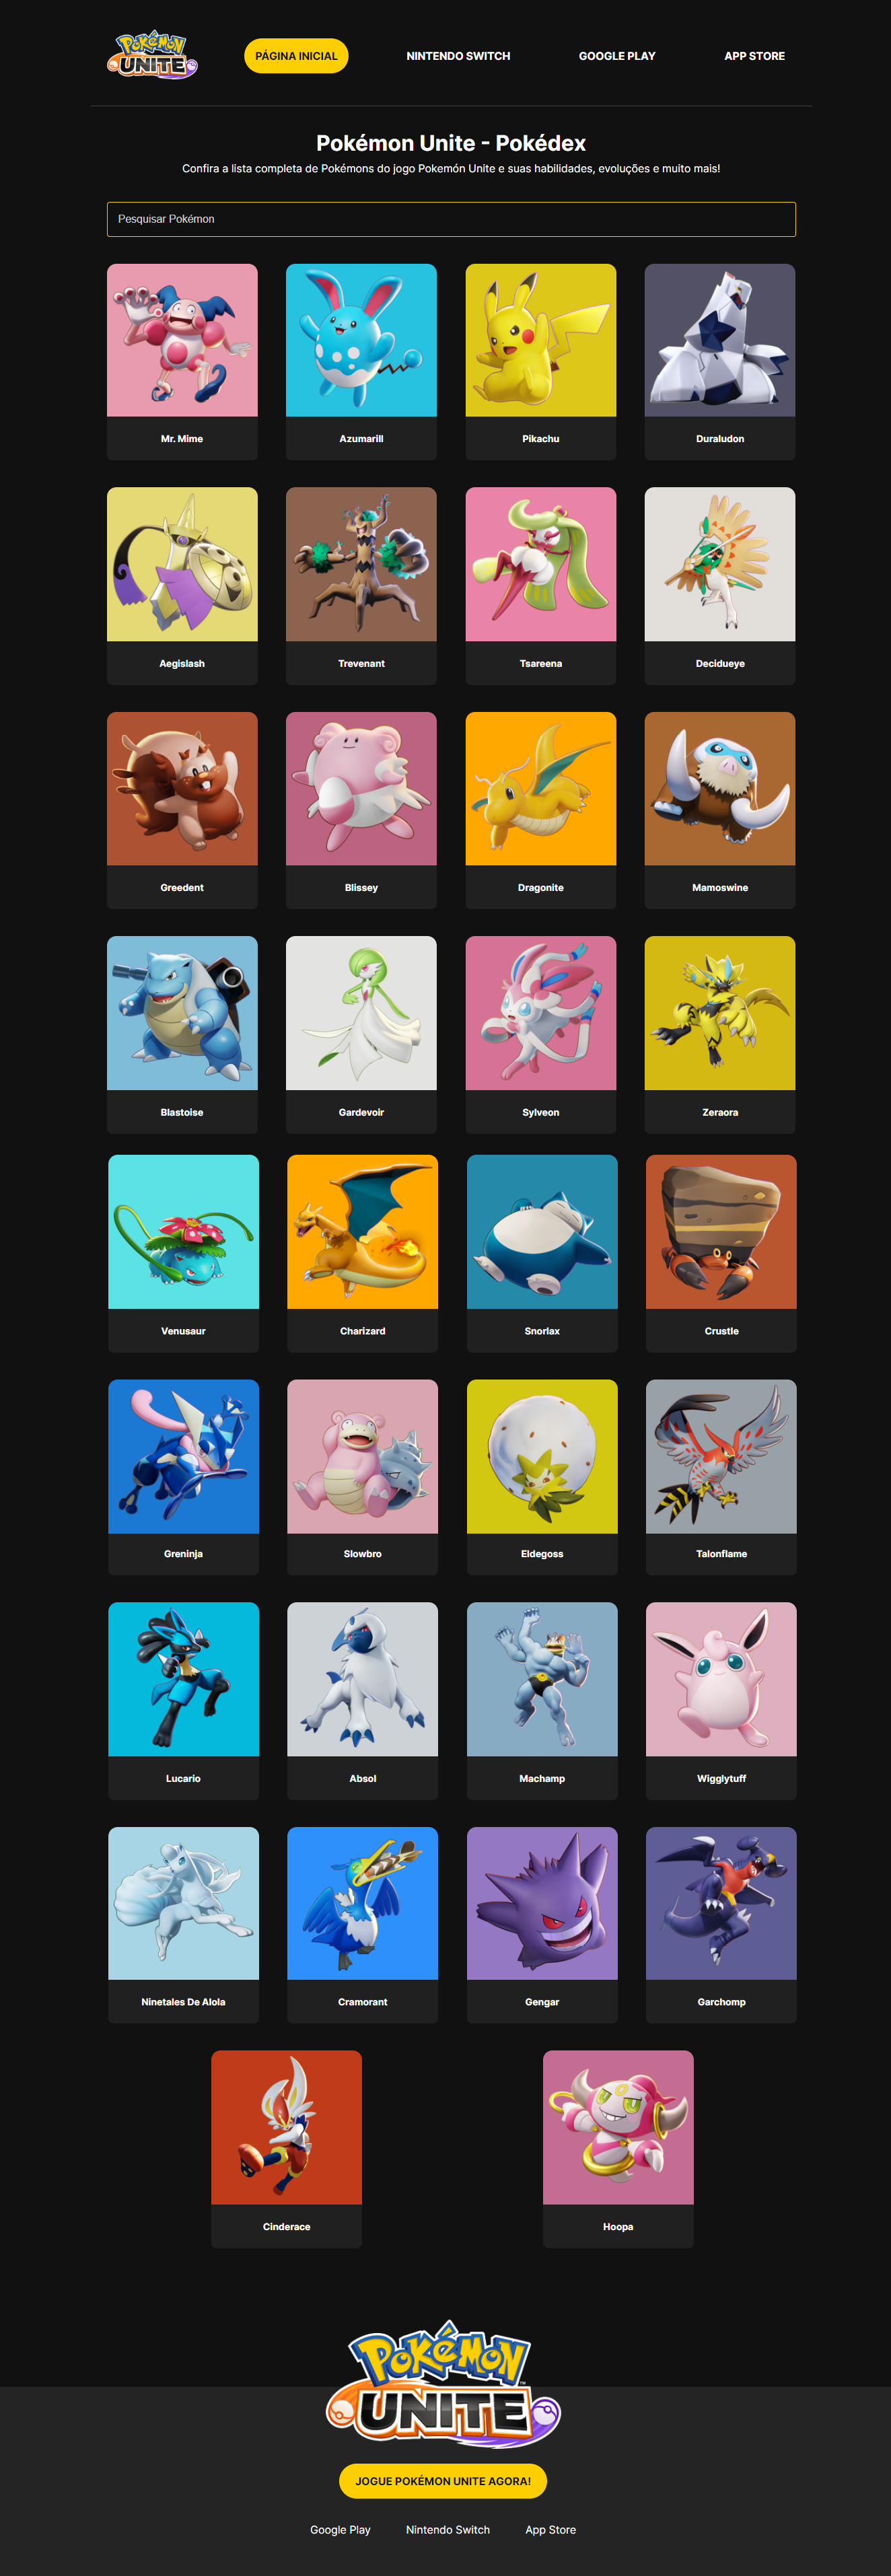 Pokémon
UNITE
PÁGINA INICIAL
NINTENDO SWITCH
GOOGLE PLAY
APP STORE
Pokémon Unite - Pokédex
Confira a lista completa de Pokémons do jogo Pokemón Unite e suas habilidades, evoluções e muito mais!
Pesquisar Pokémon
Mr. Mime
Azumarill
Pikachu
Duraludon
Aegislash
Trevenant
Tsareena
Decidueye
Greedent
Blissey
Dragonite
Mamoswine
Blastoise
Gardevoir
Sylveon
Zeraora
Venusaur
Charizard
Snorlax
Crustle
Greninja
Slowbro
Eldegoss
Talonflame
Lucario
Absol
Machamp
Wigglytuff
Ninetales De Alola
Cramorant
Gengar
Garchomp
Cinderace
Hoopa
Pokémon
UNITE
JOGUE POKÉMON UNITE AGORA!
Google Play
Nintendo Switch
App Store